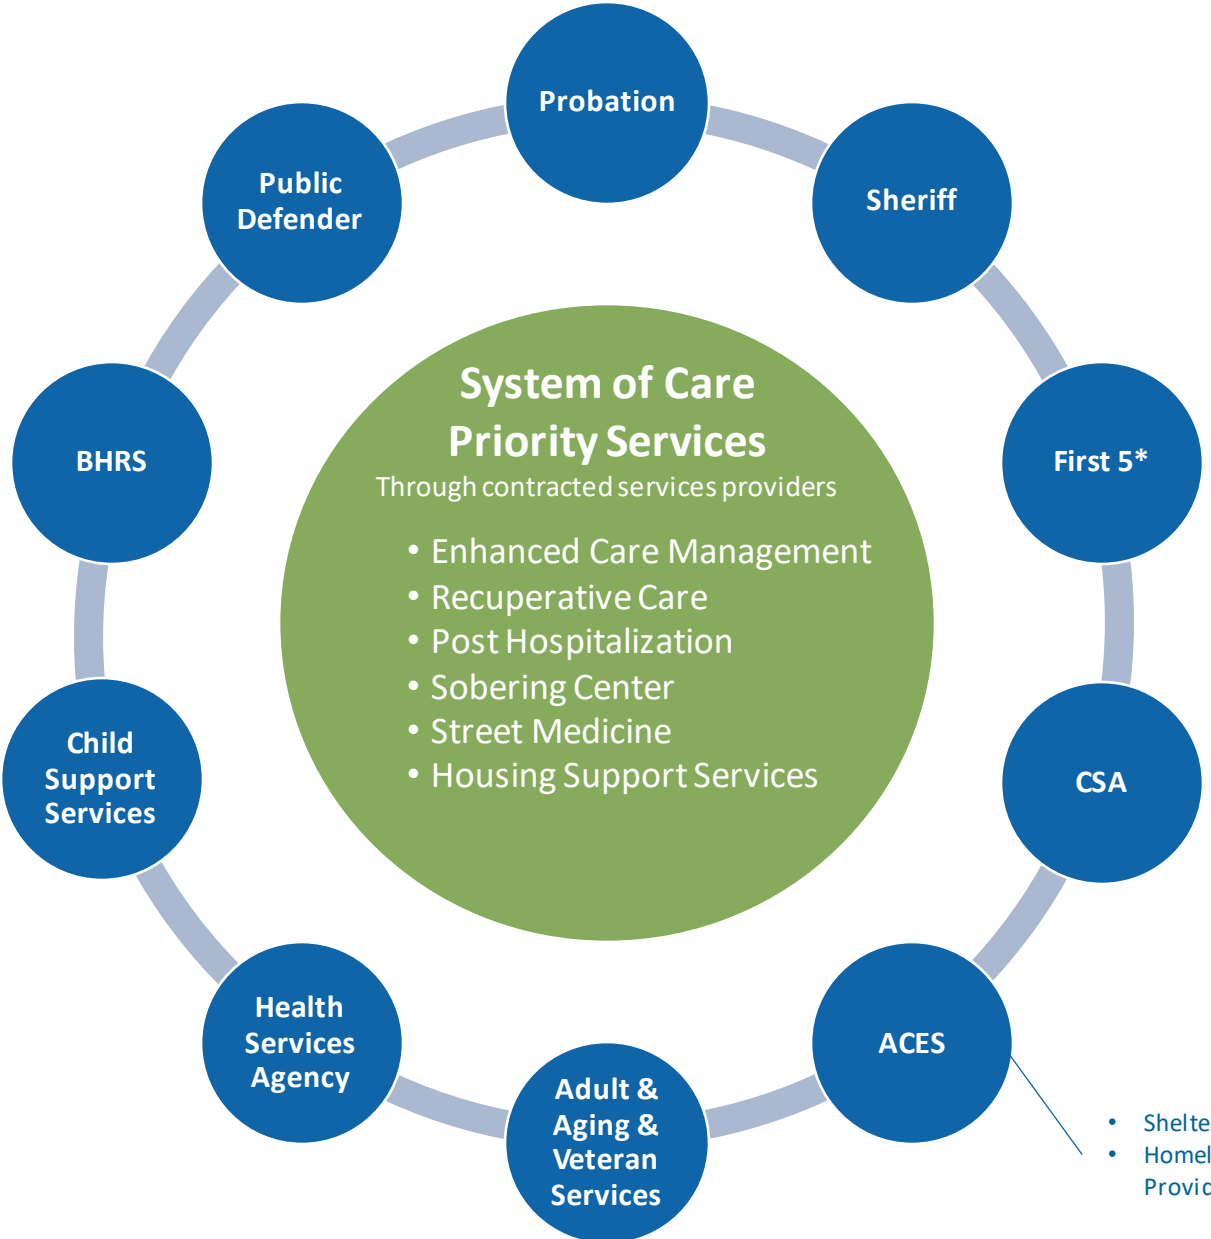 Probation
Public
Defender
Sheriff
System of Care
Priority Services
Through contracted services providers
• Enhanced Care Management
• Recuperative Care
• Post Hospitalization
• Sobering Center
• Street Medicine
• Housing Support Services
BHRS
First 5*
Child
Support
Services
CSA
Health
Services
Agency
ACES
Adult &
Aging &
Veteran
Services